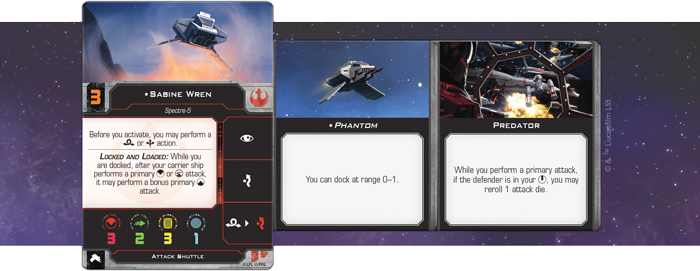 3
• Sabine Wren
Spectre-5
Before you activate, you may perform a
or action.
Locked and Loaded: While you
are docked, after your carrier ship
performs a primary or attack,
it may perform a bonus primary
attack.
3 2 3 1
Attack Shuttle
• Phantom
You can dock at range 0–1.
Predator
While you perform a primary attack,
if the defender is in your , you may
reroll 1 attack die.
© & ™ Lucasfilm Ltd.